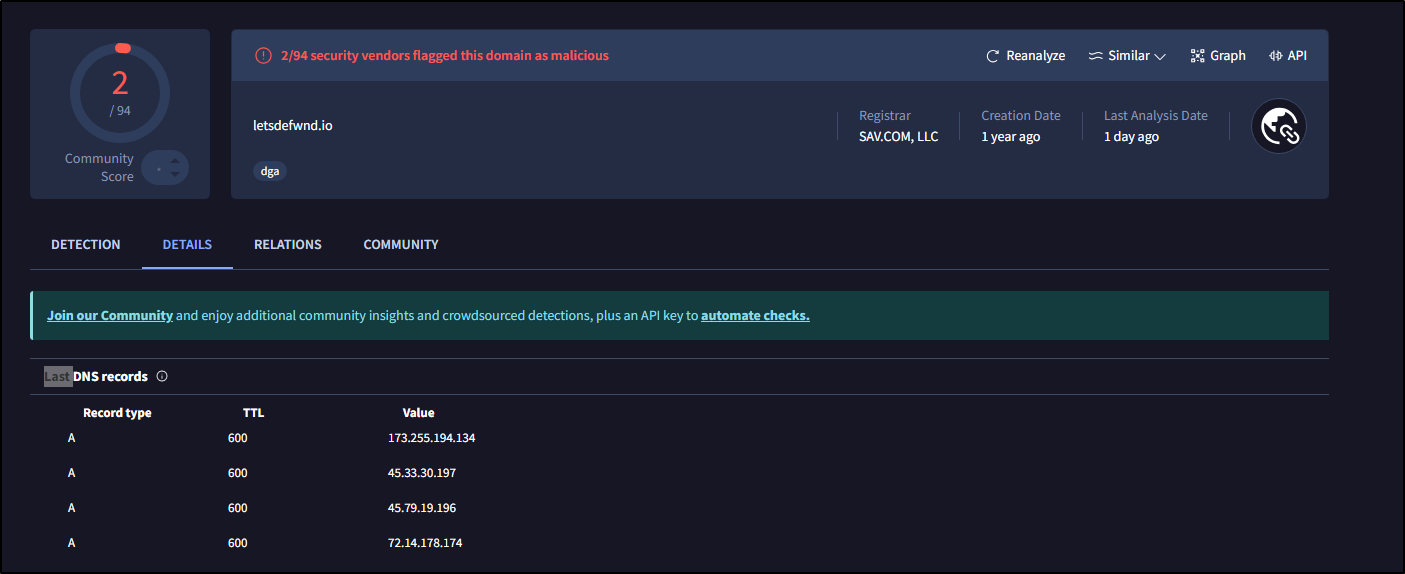 2
/ 94
Community
Score
2/94 security vendors flagged this domain as malicious
Reanalyze
Similar
Graph
API
letsdefwnd.io
dga
Registrar
SAV.COM, LLC
Creation Date
1 year ago
Last Analysis Date
1 day ago
DETECTION
DETAILS
RELATIONS
COMMUNITY
Join our Community and enjoy additional community insights and crowdsourced detections, plus an API key to automate checks.
Last DNS records
Record type TTL Value
A 600 173.255.194.134
A 600 45.33.30.197
A 600 45.79.19.196
A 600 72.14.178.174